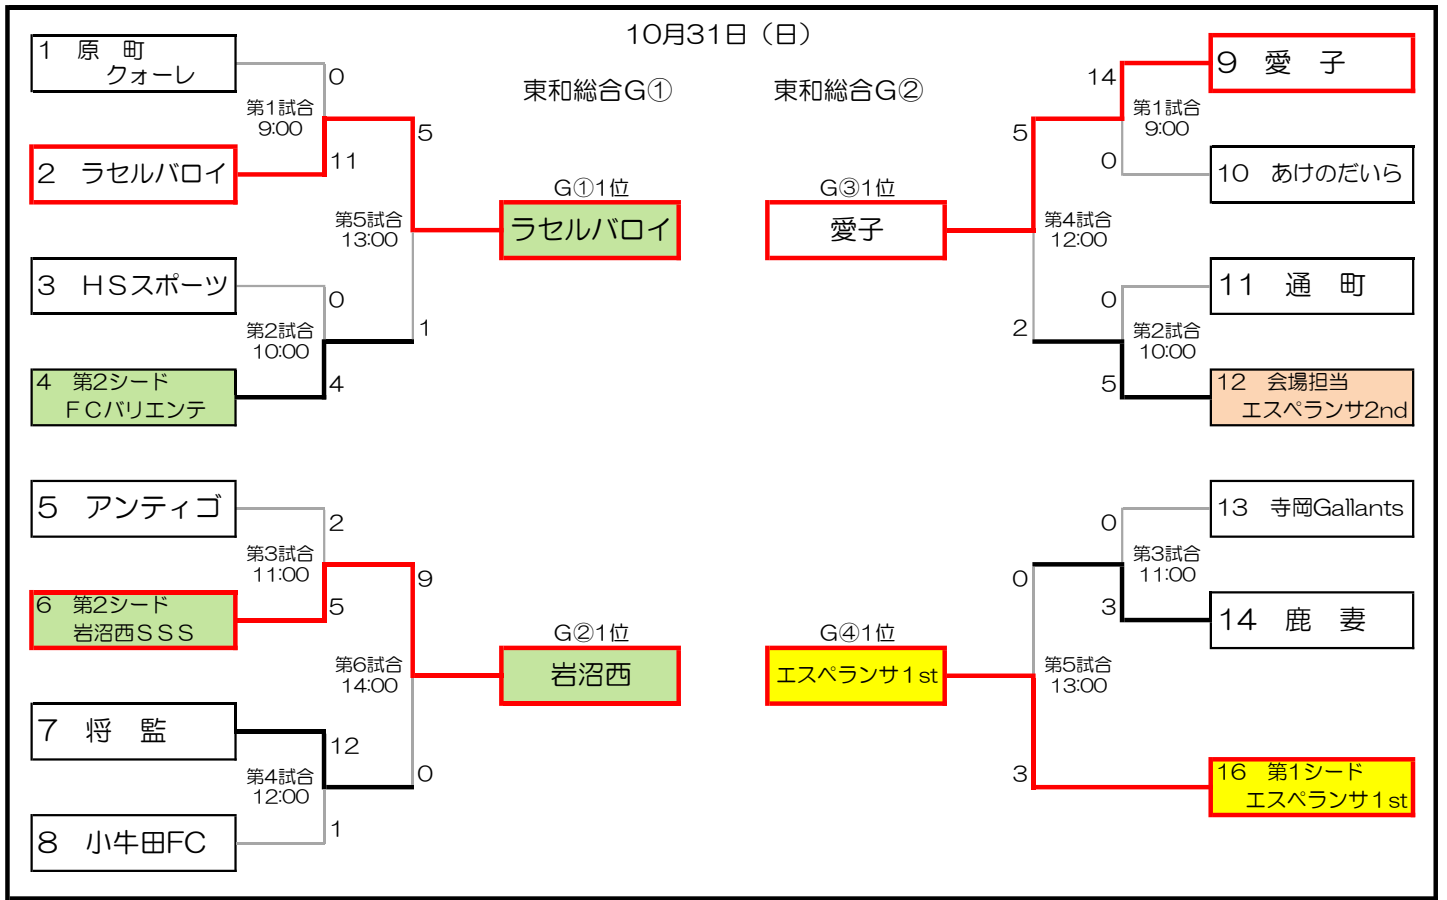 10月31日（日）
東和総合G①
東和総合G②
1　原　町
クォーレ
0
第1試合
9:00
11
2　ラセルバロイ
5
第5試合
13:00
G①1位
ラセルバロイ
3　ＨＳスポーツ
0
第2試合
10:00
4
4　第2シード
ＦＣバリエンテ
1
5　アンティゴ
2
第3試合
11:00
5
6　第2シード
岩沼西ＳＳＳ
9
第6試合
14:00
G②1位
岩沼西
7　将　監
12
第4試合
12:00
1
8　小牛田FC
0
9　愛　子
14
第1試合
9:00
0
10　あけのだいら
5
第4試合
12:00
G③1位
愛子
11　通　町
0
第2試合
10:00
5
12　会場担当
エスペランサ2nd
2
13　寺岡Gallants
0
第3試合
11:00
3
14　鹿　妻
0
第5試合
13:00
G④1位
エスペランサ１st
3
16　第1シード
エスペランサ１st